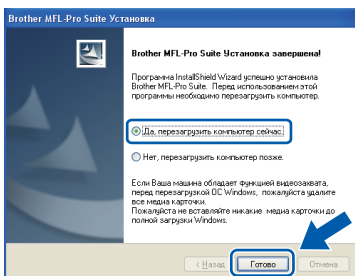 Brother MFL-Pro Suite Установка
Brother MFL-Pro Suite Установка завершена!
Программа InstallShield Wizard успешно установила
Brother MFL-Pro Suite. Перед использованием этой
программы необходимо перезагрузить компьютер.
Да, перезагрузить компьютер сейчас.
Нет, перезагрузить компьютер позже.
Если Ваша машина обладает функцией видеозахвата,
перед перезагрузкой ОС Windows, пожалуйста удалите
все медиа карточки.
Пожалуйста не вставляйте никакие медиа карточки до
полной загрузки Windows.
< Назад
Готово
Отмена